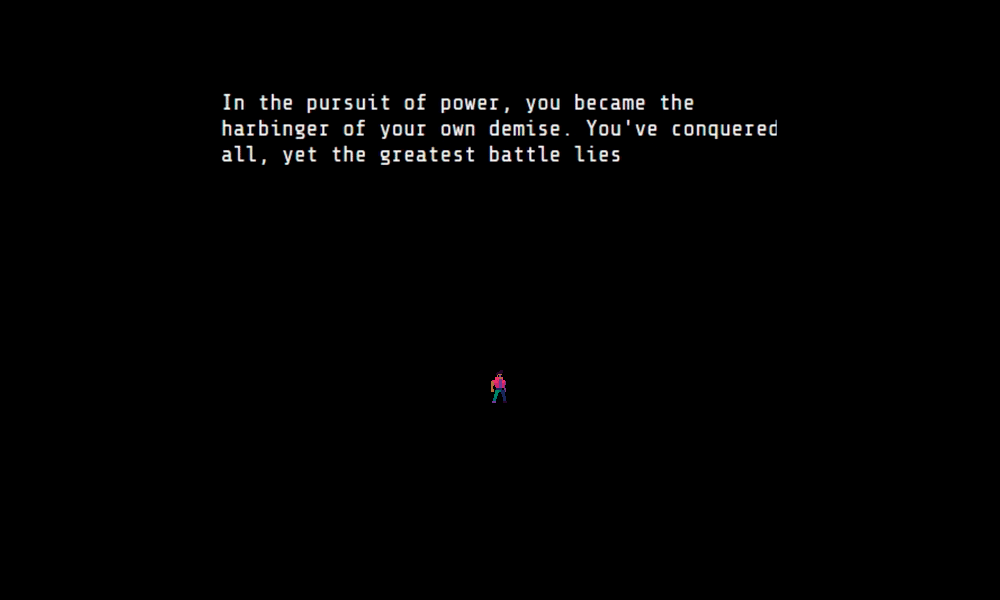 In the pursuit of power, you became the
harbinger of your own demise. You've conquered
all, yet the greatest battle lies